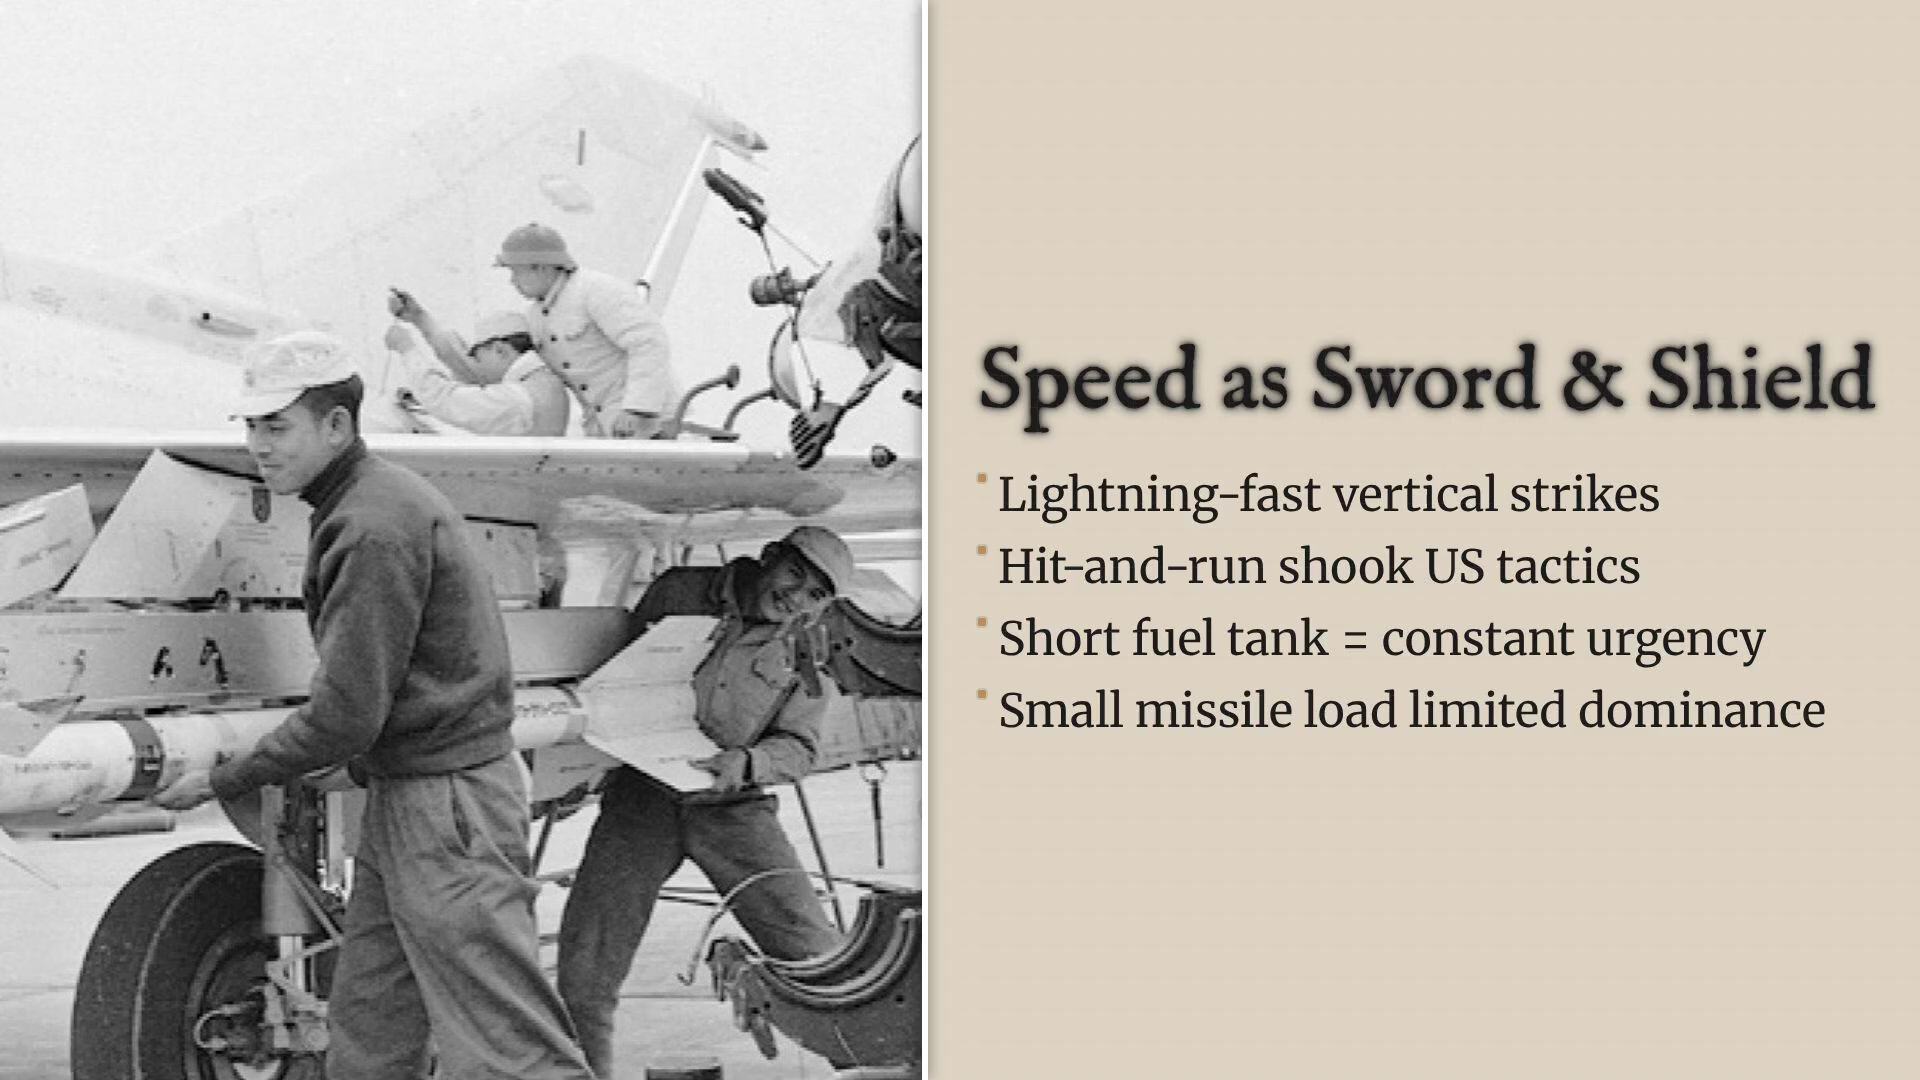 Speed as Sword & Shield
Lightning-fast vertical strikes
Hit-and-run shook US tactics
Short fuel tank = constant urgency
Small missile load limited dominance